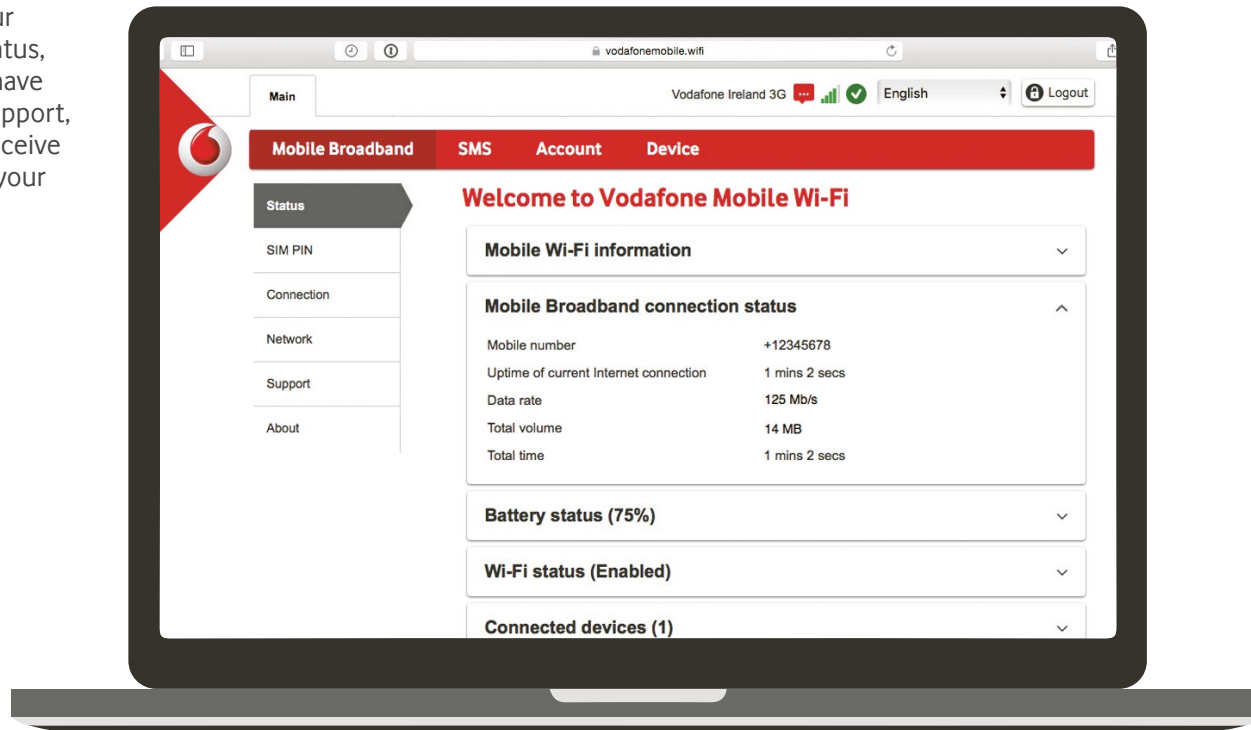 ur
atus,
have
pport,
ceive
your
vodafonemobile.wifi
Main
Vodafone Ireland 3G
English
Logout
Mobile Broadband SMS Account Device
Status
SIM PIN
Connection
Network
Support
About
Welcome to Vodafone Mobile Wi-Fi
Mobile Wi-Fi information
Mobile Broadband connection status
Mobile number +12345678
Uptime of current Internet connection 1 mins 2 secs
Data rate 125 Mb/s
Total volume 14 MB
Total time 1 mins 2 secs
Battery status (75%)
Wi-Fi status (Enabled)
Connected devices (1)